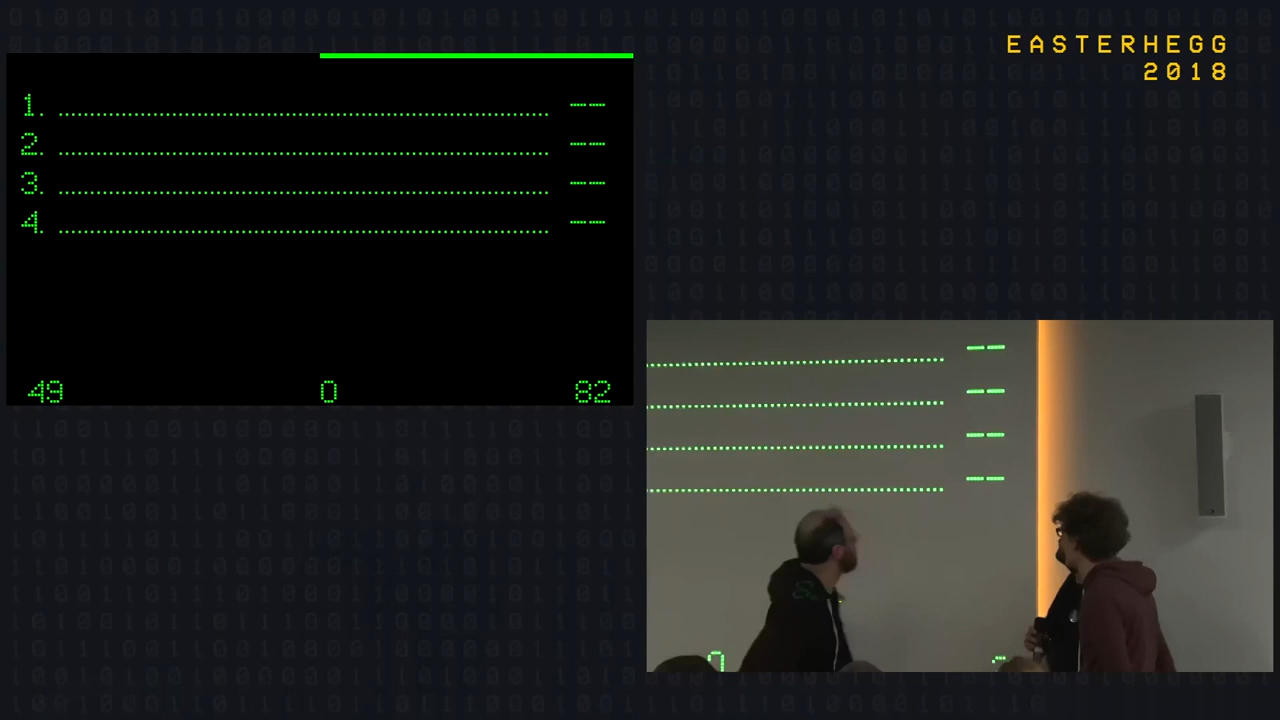 EASTERHEGG
2018
1. ............................................................... ——
2. ............................................................... ——
3. ............................................................... ——
4. ............................................................... ——
49 0 82